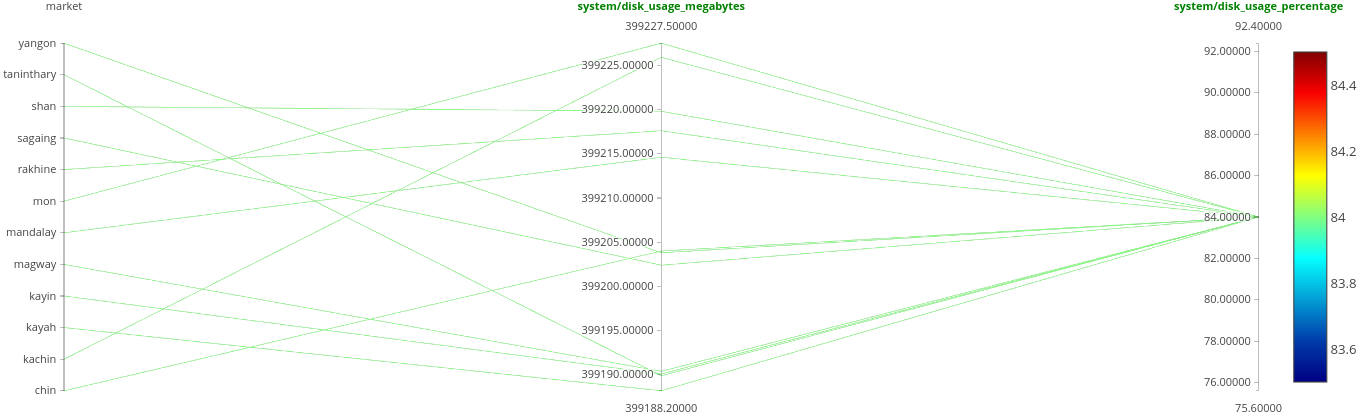 market
system/disk_usage_megabytes
system/disk_usage_percentage
399227.50000
92.40000
yangon
taninthary
shan
sagaing
rakhine
mon
mandalay
magway
kayin
kayah
kachin
chin
399225.00000
399220.00000
399215.00000
399210.00000
399205.00000
399200.00000
399195.00000
399190.00000
92.00000
90.00000
88.00000
86.00000
84.00000
82.00000
80.00000
78.00000
76.00000
84.4
84.2
84
83.8
83.6
399188.20000
75.60000